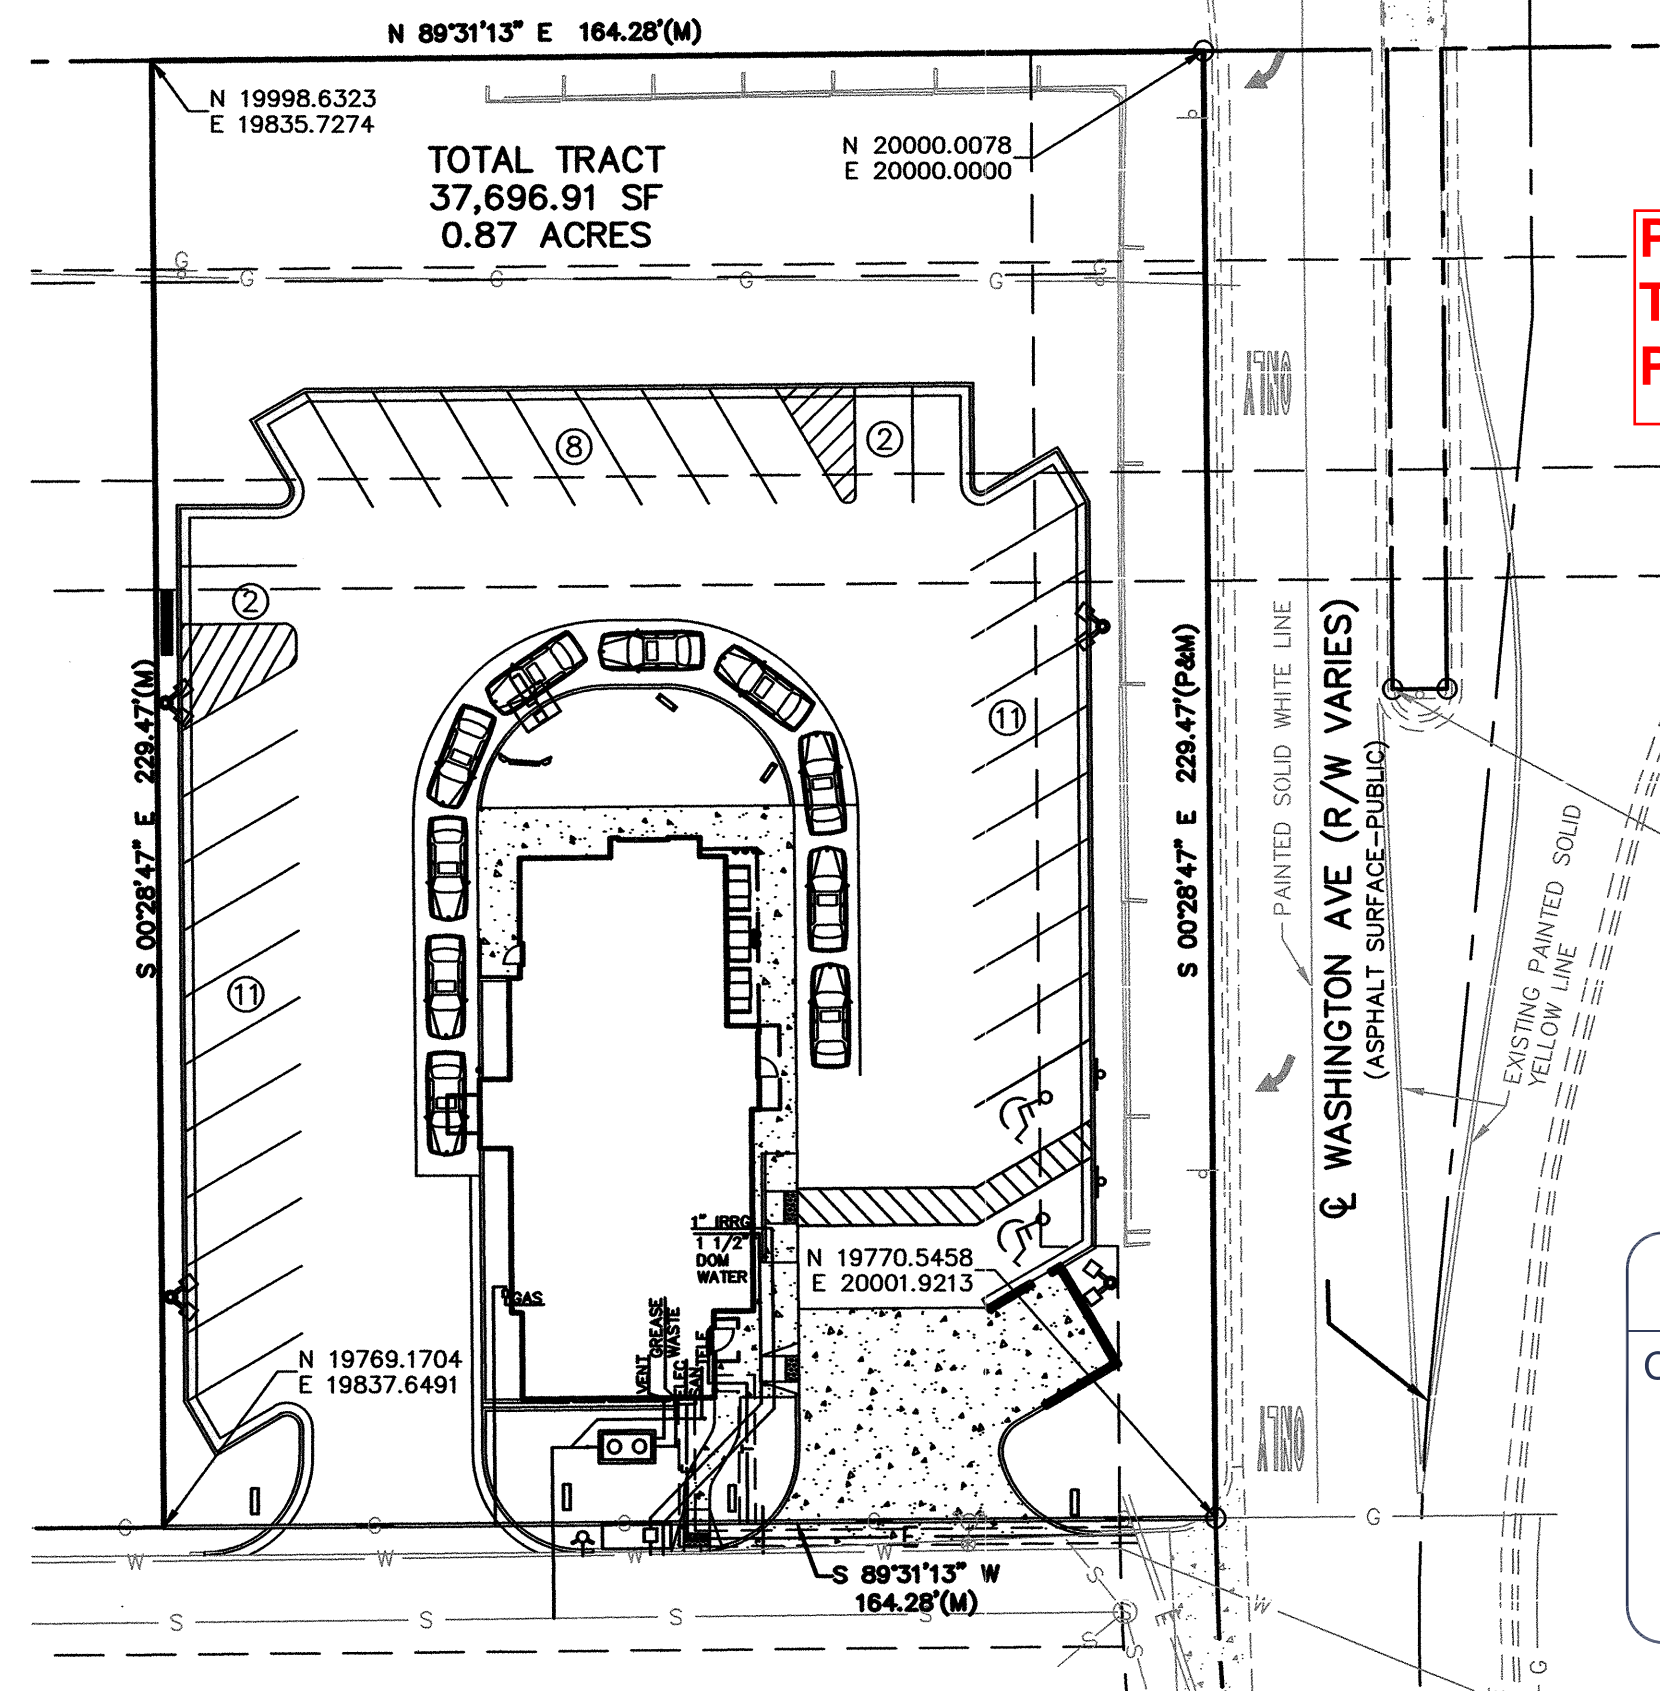 N 89°31'13" E 164.28'(M)
N 19998.6323
E 19835.7274
TOTAL TRACT
37,696.91 SF
0.87 ACRES
N 20000.0078
E 20000.0000
G
G
G
G
G
G
ONLY
8
2
2
11
11
S 00°28'47" E 229.47'(M)
S 00°28'47" E 229.47'(P&M)
PAINTED SOLID WHITE LINE
℄ WASHINGTON AVE (R/W VARIES)
(ASPHALT SURFACE-PUBLIC)
EXISTING PAINTED SOLID
YELLOW LINE
1" IRRG
1 1/2"
DOM
WATER
GAS
VENT
GREASE
WASTE
ELEC
SAN
TELE
N 19770.5458
E 20001.9213
N 19769.1704
E 19837.6491
ONLY
G
G
G
G
E
G
W
W
W
W
S 89°31'13" W
164.28'(M)
S
S
S
S
S
S
S
S
E
W
G
F
T
F